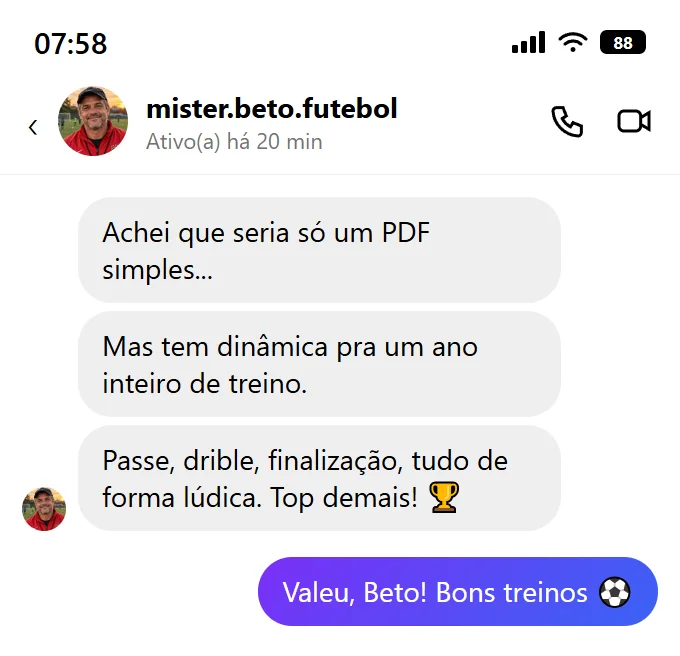 07:58
88
mister.beto.futebol
Ativo(a) há 20 min
Achei que seria só um PDF
simples...
Mas tem dinâmica pra um ano
inteiro de treino.
Passe, drible, finalização, tudo de
forma lúdica. Top demais! 🏆
Valeu, Beto! Bons treinos ⚽